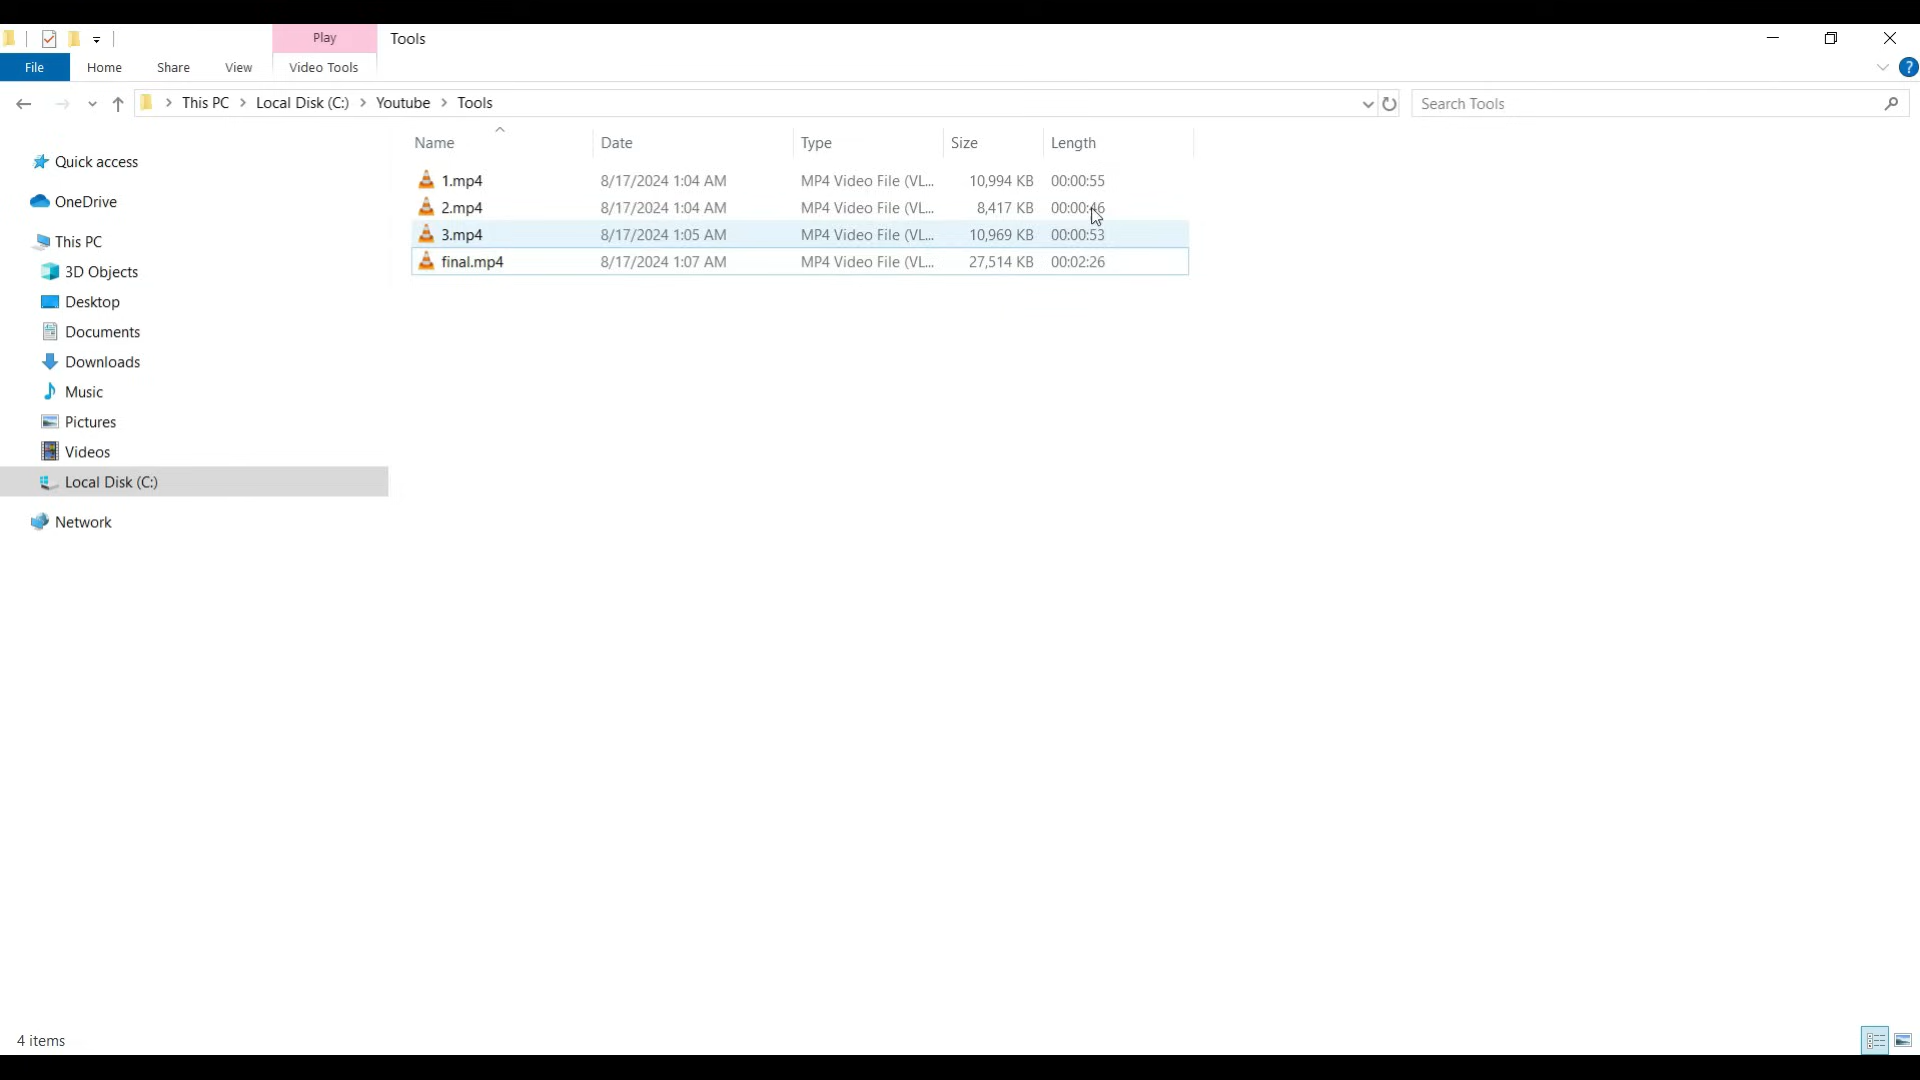 Play Tools
File Home Share View Video Tools ?
This PC Local Disk (C:) Youtube Tools Search Tools
Name Date Type Size Length
1.mp4 8/17/2024 1:04 AM MP4 Video File (VL... 10,994 KB 00:00:55
2.mp4 8/17/2024 1:04 AM MP4 Video File (VL... 8,417 KB 00:00:46
3.mp4 8/17/2024 1:05 AM MP4 Video File (VL... 10,969 KB 00:00:53
final.mp4 8/17/2024 1:07 AM MP4 Video File (VL... 27,514 KB 00:02:26
Quick access
OneDrive
This PC
3D Objects
Desktop
Documents
Downloads
Music
Pictures
Videos
Local Disk (C:)
Network
4 items